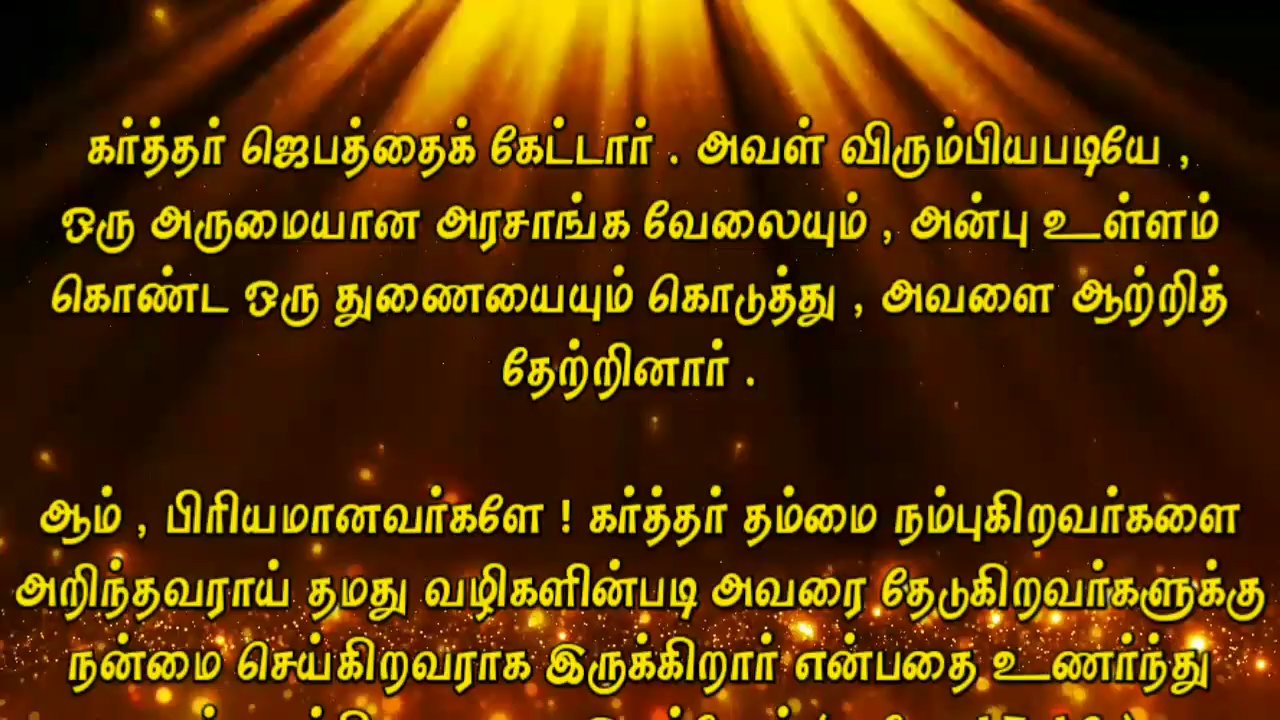 கர்த்தர் ஜெபத்தைக் கேட்டார் . அவள் விரும்பியபடியே ,
ஒரு அருமையான அரசாங்க வேலையும் , அன்பு உள்ளம்
கொண்ட ஒரு துணையையும் கொடுத்து , அவளை ஆற்றித்
தேற்றினார் .
ஆம் , பிரியமானவர்களே ! கர்த்தர் தம்மை நம்புகிறவர்களை
அறிந்தவராய் தமது வழிகளின்படி அவரை தேடுகிறவர்களுக்கு
நன்மை செய்கிறவராக இருக்கிறார் என்பதை உணர்ந்து